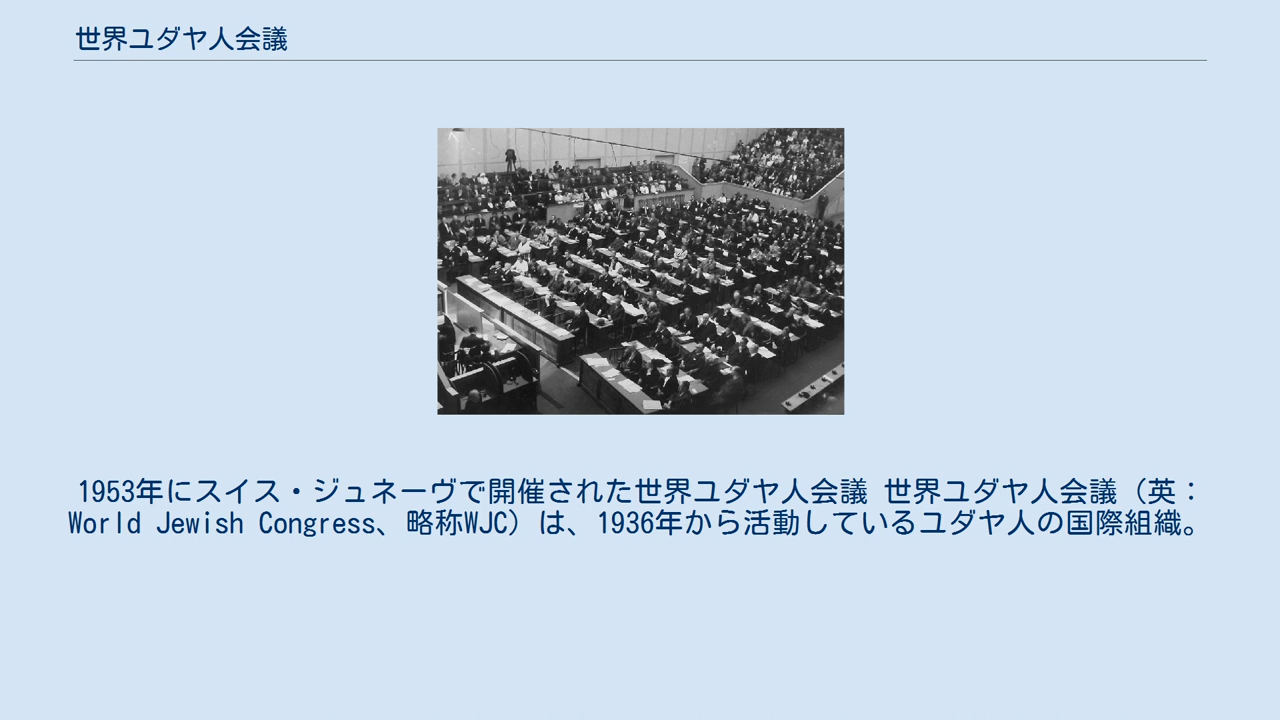 世界ユダヤ人会議
1953年にスイス・ジュネーヴで開催された世界ユダヤ人会議 世界ユダヤ人会議（英：
World Jewish Congress、略称WJC）は、1936年から活動しているユダヤ人の国際組織。